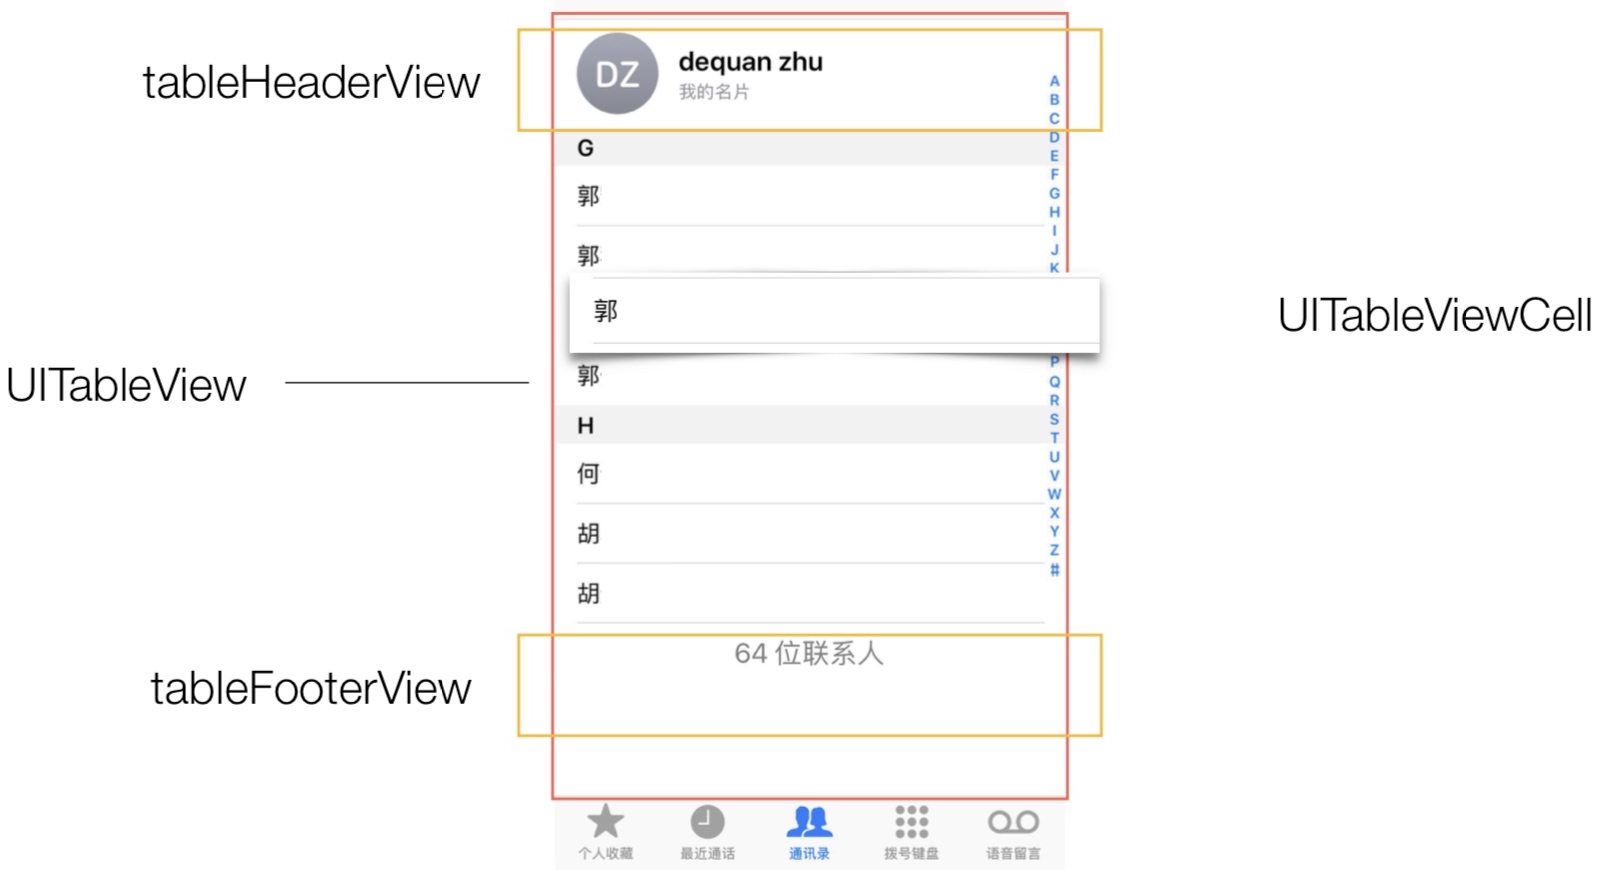 tableHeaderView
DZ
dequan zhu
我的名片
A
B
C
D
E
F
G
H
I
J
K
G
郭
郭
郭
UITableViewCell
郭
UITableView
P
Q
R
S
T
U
V
W
X
Y
Z
#
H
何
胡
胡
64 位联系人
tableFooterView
个人收藏
最近通话
通讯录
拨号键盘
语音留言